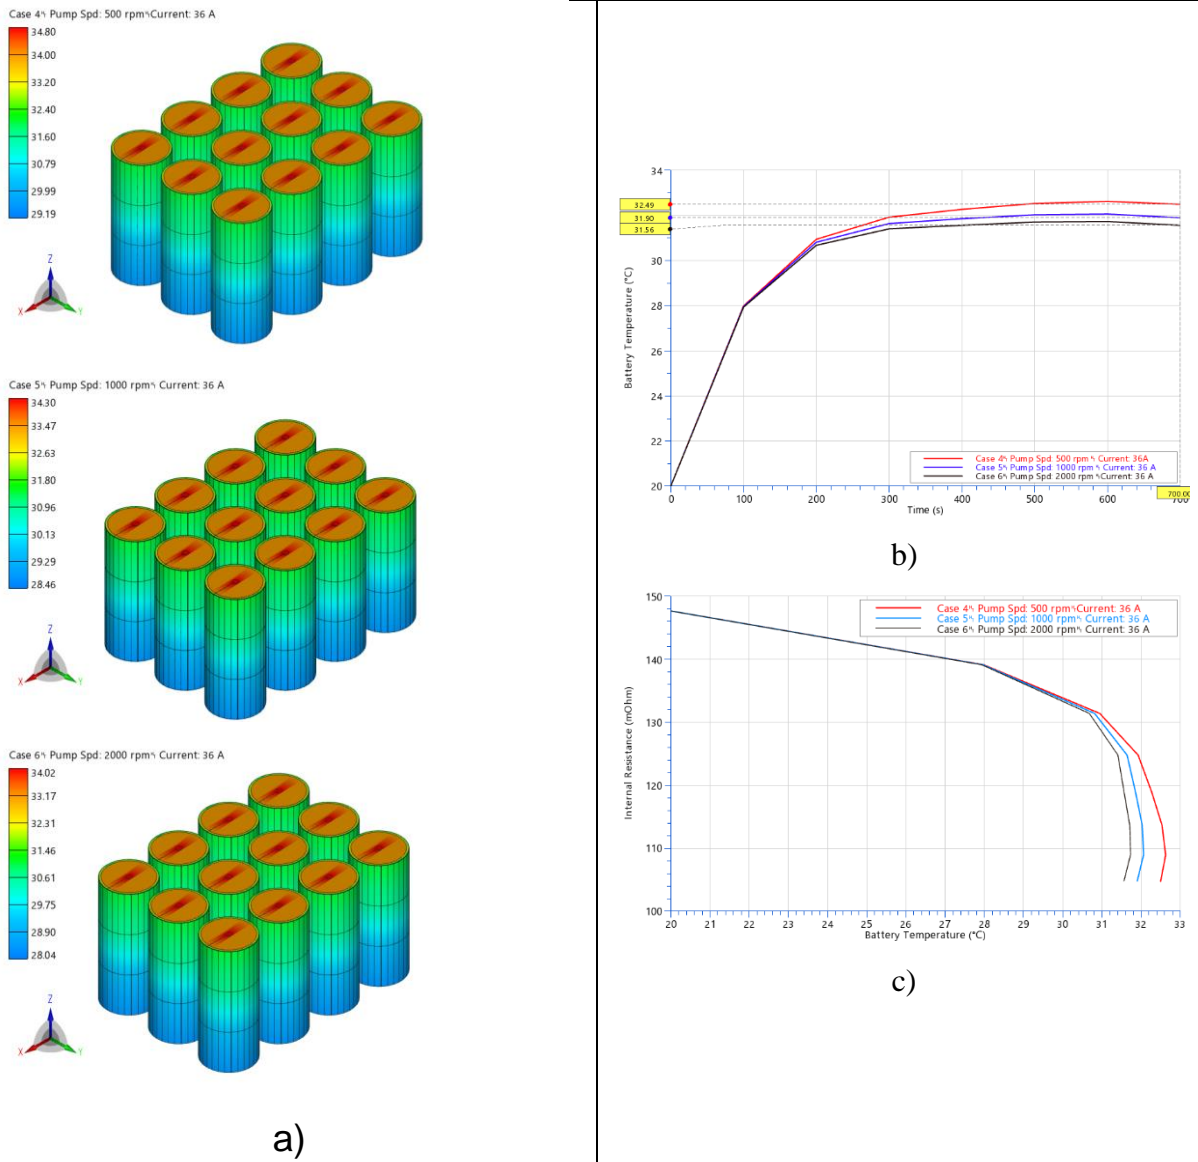 Case 4␉ Pump Spd: 500 rpm␉Current: 36 A
34.80
34.00
33.20
32.40
31.60
30.79
29.99
29.19
Z
X
Y
Case 5␉ Pump Spd: 1000 rpm␉ Current: 36 A
34.30
33.47
32.63
31.80
30.96
30.13
29.29
28.46
Z
X
Y
Case 6␉ Pump Spd: 2000 rpm␉ Current: 36 A
34.02
33.17
32.31
31.46
30.61
29.75
28.90
28.04
Z
X
Y
a)
Battery Temperature (°C)
34
32.49
31.90
31.56
30
28
26
24
22
20
0 100 200 300 400 500 600 700
700.00
Time (s)
Case 4␉ Pump Spd: 500 rpm␉ Current: 36A
Case 5␉ Pump Spd: 1000 rpm␉ Current: 36 A
Case 6␉ Pump Spd: 2000 rpm␉Current: 36 A
b)
Internal Resistance (mOhm)
150
140
130
120
110
100
20 21 22 23 24 25 26 27 28 29 30 31 32 33
Battery Temperature (°C)
Case 4␉ Pump Spd: 500 rpm␉Current: 36 A
Case 5␉ Pump Spd: 1000 rpm␉ Current: 36 A
Case 6␉ Pump Spd: 2000 rpm␉ Current: 36 A
c)